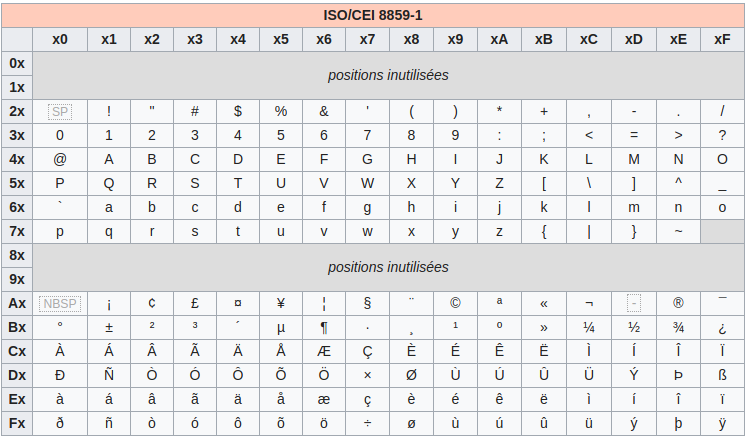 ISO/CEI 8859-1
x0 x1 x2 x3 x4 x5 x6 x7 x8 x9 xA xB xC xD xE xF
0x
positions inutilisées
1x
2x SP ! " # $ % & ' ( ) * + , - . /
3x 0 1 2 3 4 5 6 7 8 9 : ; < = > ?
4x @ A B C D E F G H I J K L M N O
5x P Q R S T U V W X Y Z [ \ ] ^ _
6x ` a b c d e f g h i j k l m n o
7x p q r s t u v w x y z { | } ~
8x
positions inutilisées
9x
Ax NBSP ¡ ¢ £ ¤ ¥ ¦ § ¨ © ª « ¬ - ® ¯
Bx ° ± ² ³ ´ µ ¶ · ¸ ¹ º » ¼ ½ ¾ ¿
Cx À Á Â Ã Ä Å Æ Ç È É Ê Ë Ì Í Î Ï
Dx Ð Ñ Ò Ó Ô Õ Ö × Ø Ù Ú Û Ü Ý Þ ß
Ex à á â ã ä å æ ç è é ê ë ì í î ï
Fx ð ñ ò ó ô õ ö ÷ ø ù ú û ü ý þ ÿ